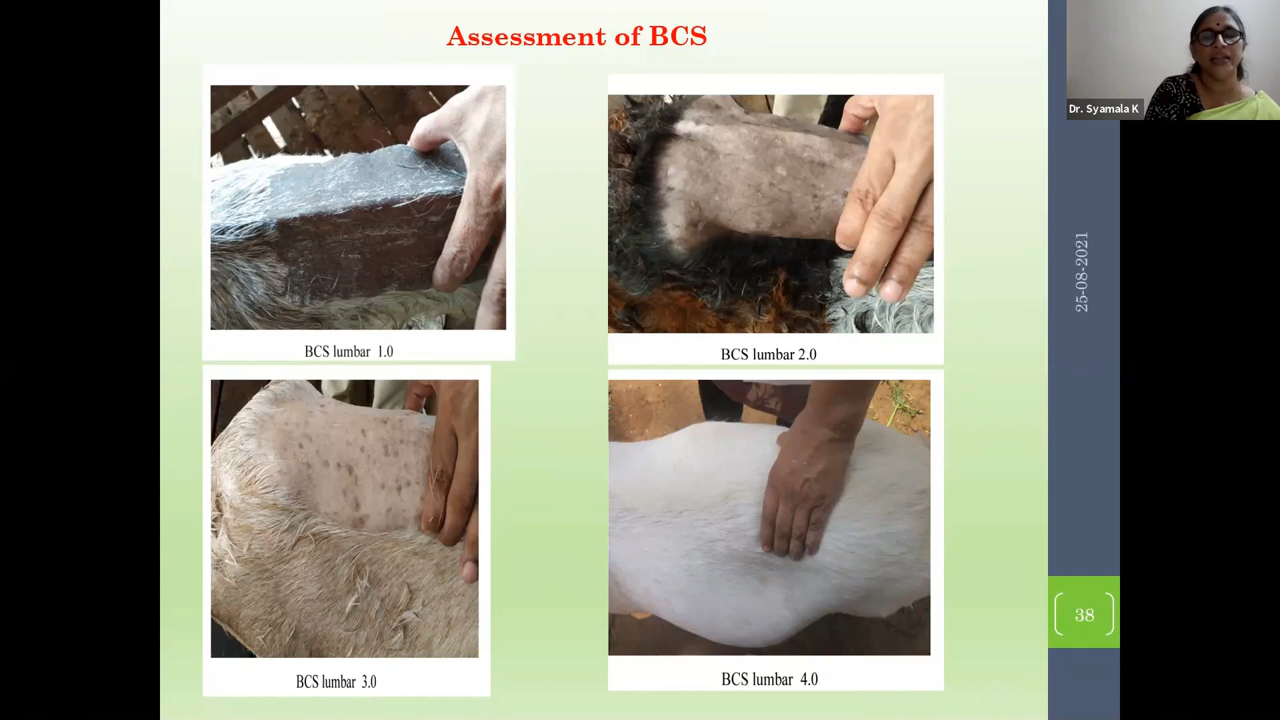 Assessment of BCS
Dr. Syamala K
BCS lumbar 1.0
BCS lumbar 2.0
25-08-2021
BCS lumbar 3.0
BCS lumbar 4.0
38